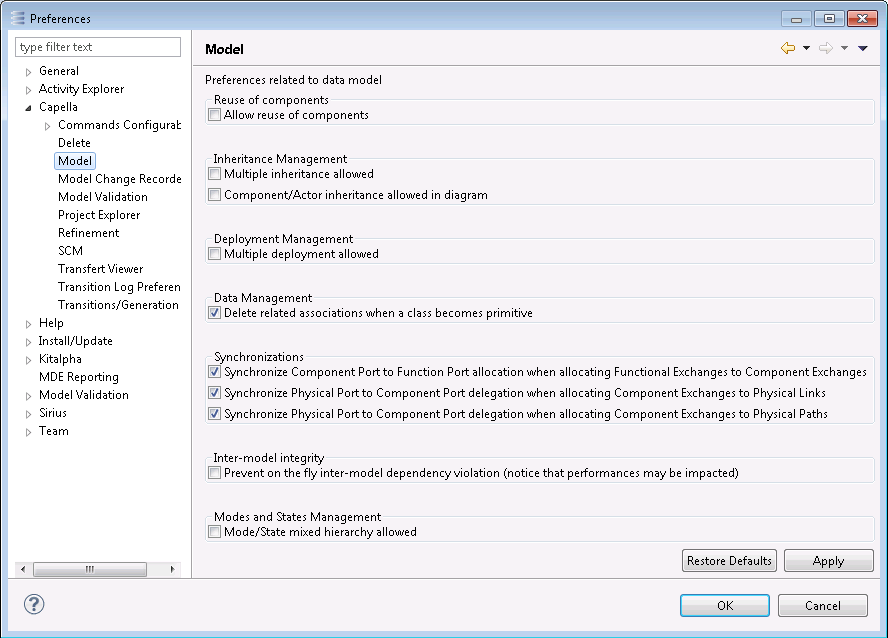 Preferences
type filter text
General
Activity Explorer
Capella
Commands Configurat
Delete
Model
Model Change Recorde
Model Validation
Project Explorer
Refinement
SCM
Transfert Viewer
Transition Log Preferen
Transitions/Generation
Help
Install/Update
Kitalpha
MDE Reporting
Model Validation
Sirius
Team
Model
Preferences related to data model
Reuse of components
Allow reuse of components
Inheritance Management
Multiple inheritance allowed
Component/Actor inheritance allowed in diagram
Deployment Management
Multiple deployment allowed
Data Management
Delete related associations when a class becomes primitive
Synchronizations
Synchronize Component Port to Function Port allocation when allocating Functional Exchanges to Component Exchanges
Synchronize Physical Port to Component Port delegation when allocating Component Exchanges to Physical Links
Synchronize Physical Port to Component Port delegation when allocating Component Exchanges to Physical Paths
Inter-model integrity
Prevent on the fly inter-model dependency violation (notice that performances may be impacted)
Modes and States Management
Mode/State mixed hierarchy allowed
Restore Defaults
Apply
?
OK
Cancel